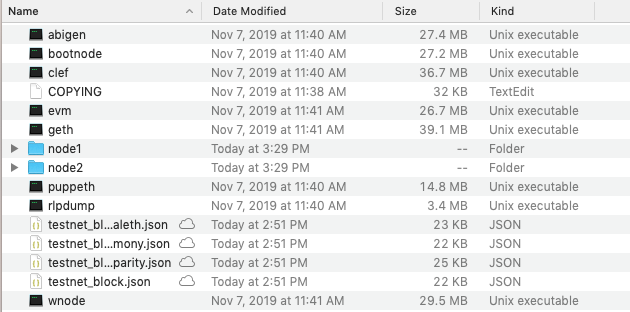 Name Date Modified Size Kind
abigen Nov 7, 2019 at 11:40 AM 27.4 MB Unix executable
bootnode Nov 7, 2019 at 11:40 AM 27.2 MB Unix executable
clef Nov 7, 2019 at 11:40 AM 36.7 MB Unix executable
COPYING Nov 7, 2019 at 11:38 AM 32 KB TextEdit
evm Nov 7, 2019 at 11:41 AM 26.7 MB Unix executable
geth Nov 7, 2019 at 11:41 AM 39.1 MB Unix executable
node1 Today at 3:29 PM -- Folder
node2 Today at 3:29 PM -- Folder
puppeth Nov 7, 2019 at 11:40 AM 14.8 MB Unix executable
rlpdump Nov 7, 2019 at 11:40 AM 3.4 MB Unix executable
testnet_bl...aleth.json Today at 2:51 PM 23 KB JSON
testnet_bl...mony.json Today at 2:51 PM 22 KB JSON
testnet_bl...parity.json Today at 2:51 PM 25 KB JSON
testnet_block.json Today at 2:51 PM 22 KB JSON
wnode Nov 7, 2019 at 11:41 AM 29.5 MB Unix executable